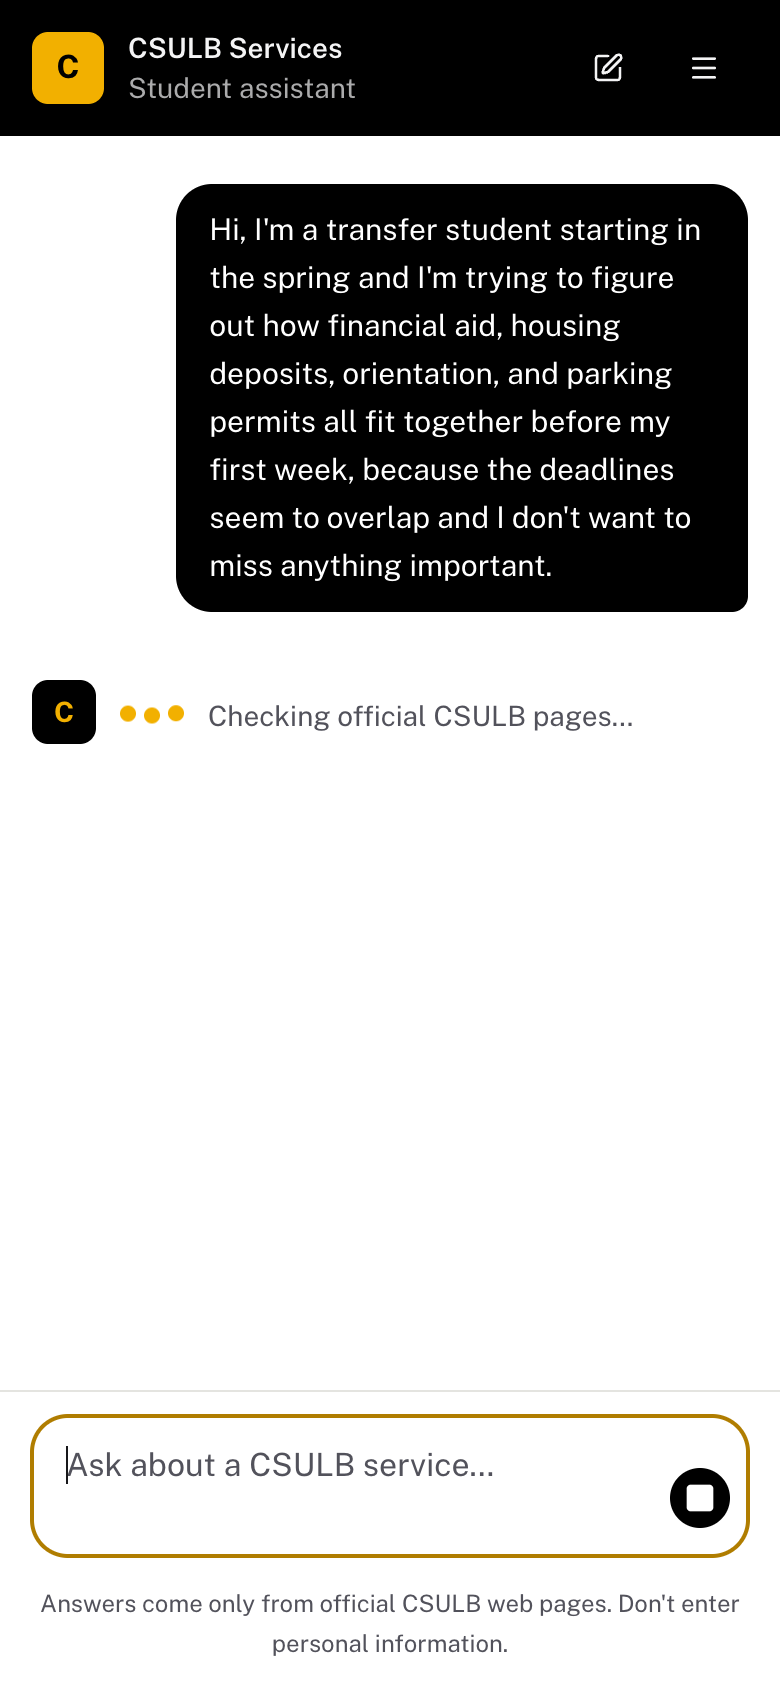 C
CSULB Services
Student assistant
Hi, I'm a transfer student starting in
the spring and I'm trying to figure
out how financial aid, housing
deposits, orientation, and parking
permits all fit together before my
first week, because the deadlines
seem to overlap and I don't want to
miss anything important.
C
Checking official CSULB pages...
Ask about a CSULB service...
Answers come only from official CSULB web pages. Don't enter
personal information.